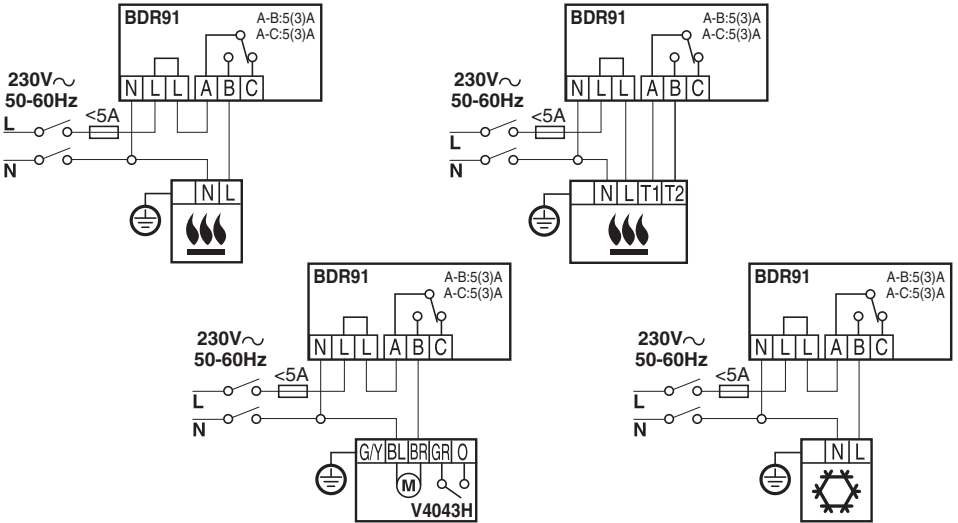 BDR91
A-B:5(3)A
A-C:5(3)A
N L L A B C
230V~
50-60Hz
<5A
L
N
N L
BDR91
A-B:5(3)A
A-C:5(3)A
N L L A B C
230V~
50-60Hz
<5A
L
N
N L T1 T2
BDR91
A-B:5(3)A
A-C:5(3)A
N L L A B C
230V~
50-60Hz
<5A
L
N
G/Y BL BR GR O
M
V4043H
BDR91
A-B:5(3)A
A-C:5(3)A
N L L A B C
230V~
50-60Hz
<5A
L
N
N L